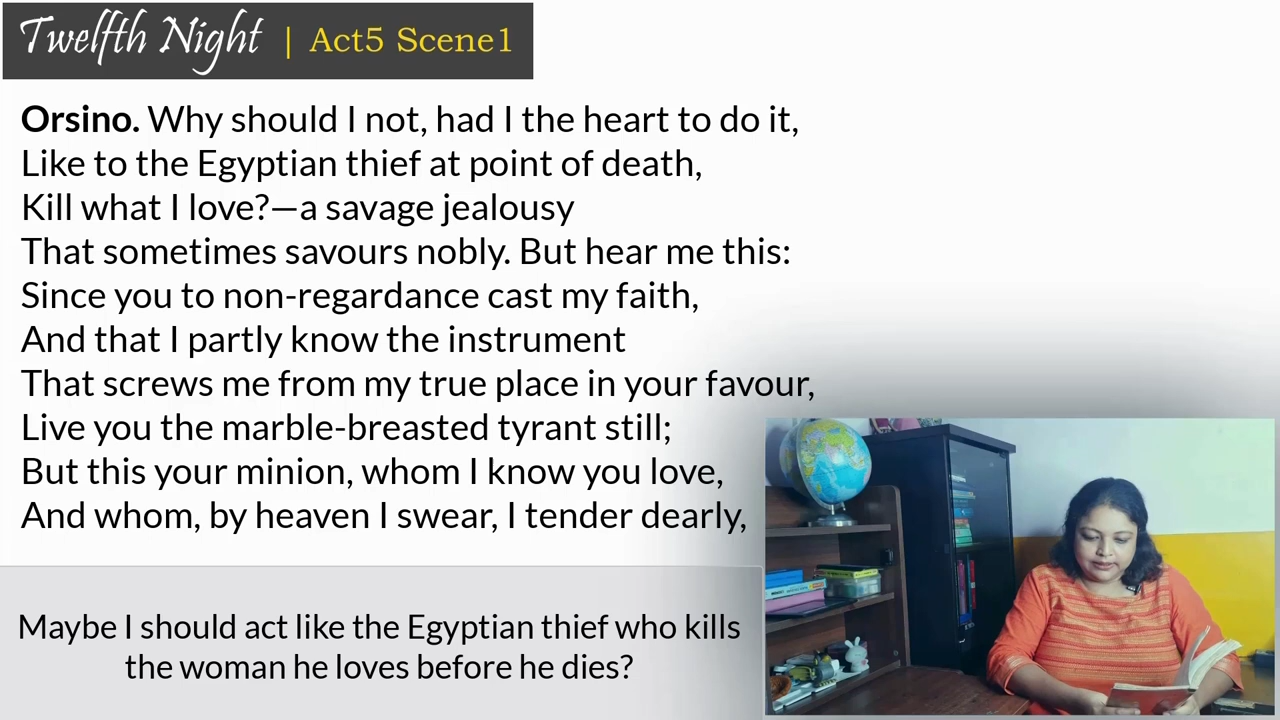 Twelfth Night | Act5 Scene1
Orsino. Why should I not, had I the heart to do it,
Like to the Egyptian thief at point of death,
Kill what I love?—a savage jealousy
That sometimes savours nobly. But hear me this:
Since you to non-regardance cast my faith,
And that I partly know the instrument
That screws me from my true place in your favour,
Live you the marble-breasted tyrant still;
But this your minion, whom I know you love,
And whom, by heaven I swear, I tender dearly,
Maybe I should act like the Egyptian thief who kills
the woman he loves before he dies?